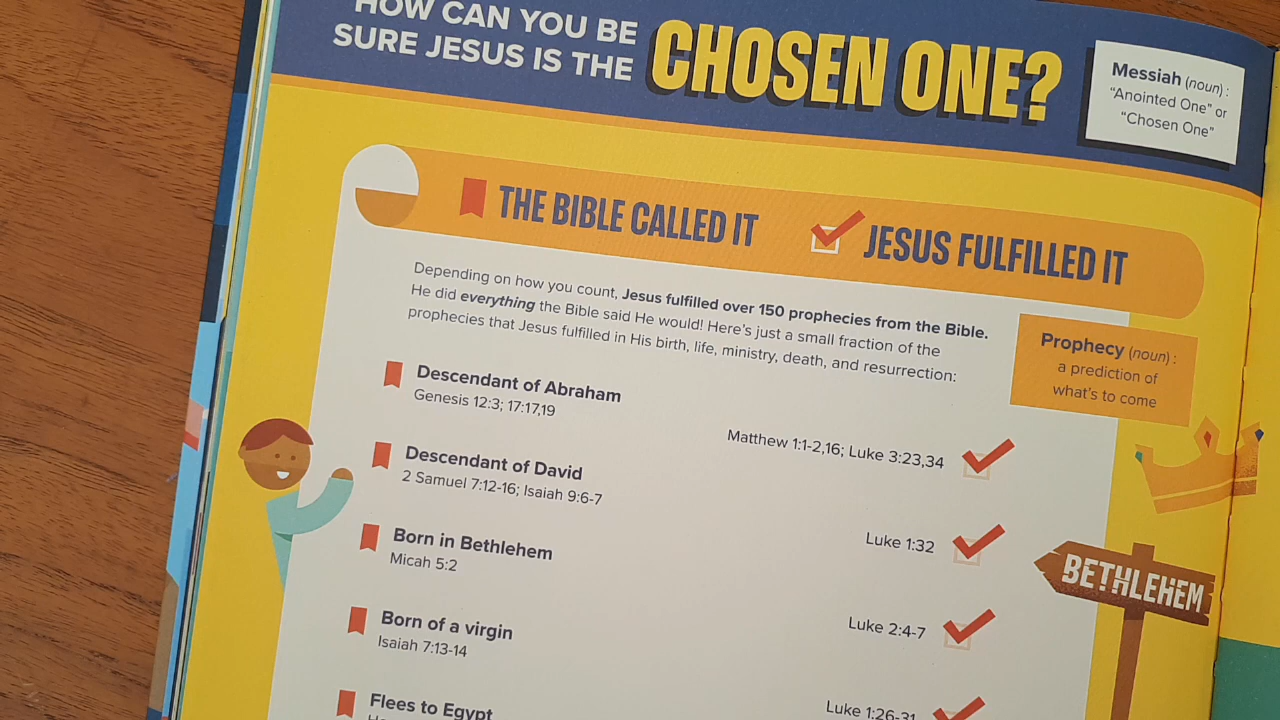 HOW CAN YOU BE
SURE JESUS IS THE
CHOSEN ONE?
Messiah (noun):
"Anointed One" or
"Chosen One"
THE BIBLE CALLED IT
JESUS FULFILLED IT
Depending on how you count, Jesus fulfilled over 150 prophecies from the Bible.
He did everything the Bible said He would! Here's just a small fraction of the
prophecies that Jesus fulfilled in His birth, life, ministry, death, and resurrection:
Prophecy (noun):
a prediction of
what's to come
Descendant of Abraham
Genesis 12:3; 17:17,19
Matthew 1:1-2,16; Luke 3:23,34
Descendant of David
2 Samuel 7:12-16; Isaiah 9:6-7
Luke 1:32
Born in Bethlehem
Micah 5:2
Luke 2:4-7
BETHLEHEM
Born of a virgin
Isaiah 7:13-14
Luke 1:26-31
Flees to Egypt